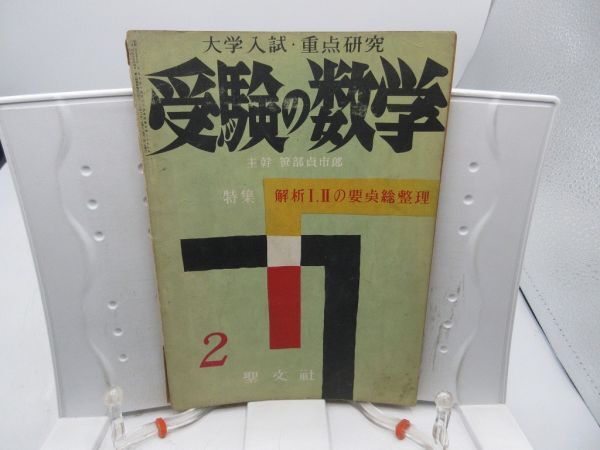 大学入試・重点研究
受験の数学
主幹 笹部貞市郎
特集 解析I.IIの要点総整理
2
聖文社